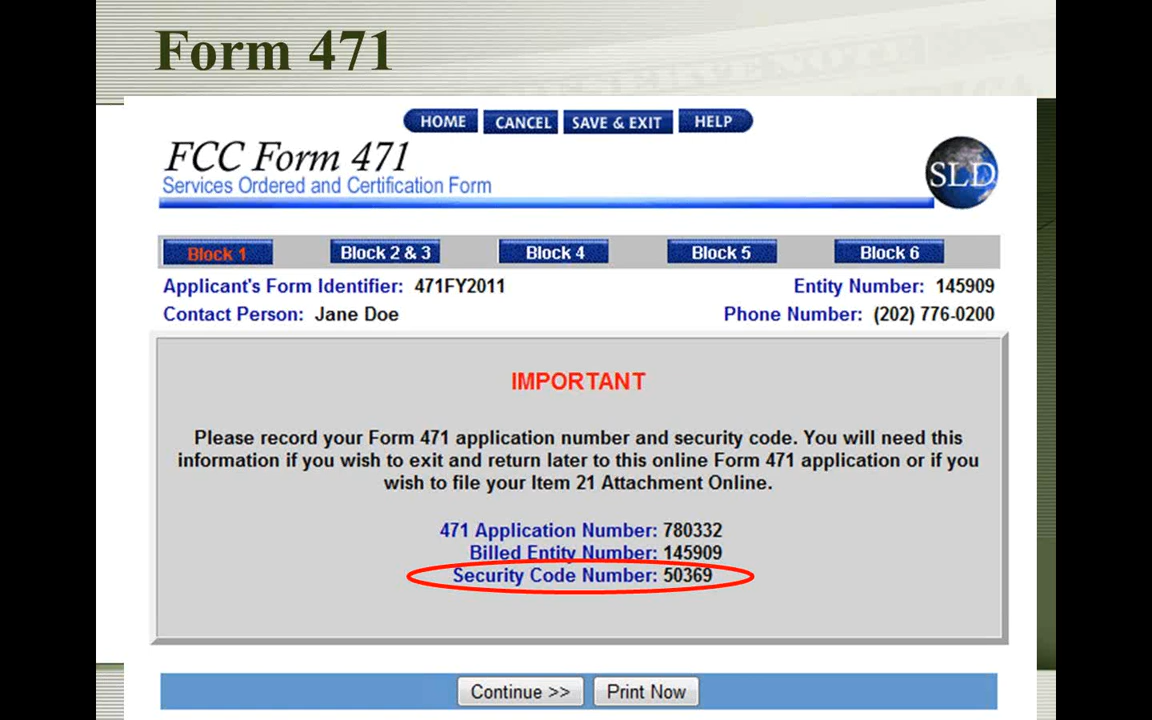 Form 471
HOME CANCEL SAVE & EXIT HELP
FCC Form 471
Services Ordered and Certification Form
SLD
Block 1 Block 2 & 3 Block 4 Block 5 Block 6
Applicant's Form Identifier: 471FY2011 Entity Number: 145909
Contact Person: Jane Doe Phone Number: (202) 776-0200
IMPORTANT
Please record your Form 471 application number and security code. You will need this
information if you wish to exit and return later to this online Form 471 application or if you
wish to file your Item 21 Attachment Online.
471 Application Number: 780332
Billed Entity Number: 145909
Security Code Number: 50369
Continue >> Print Now